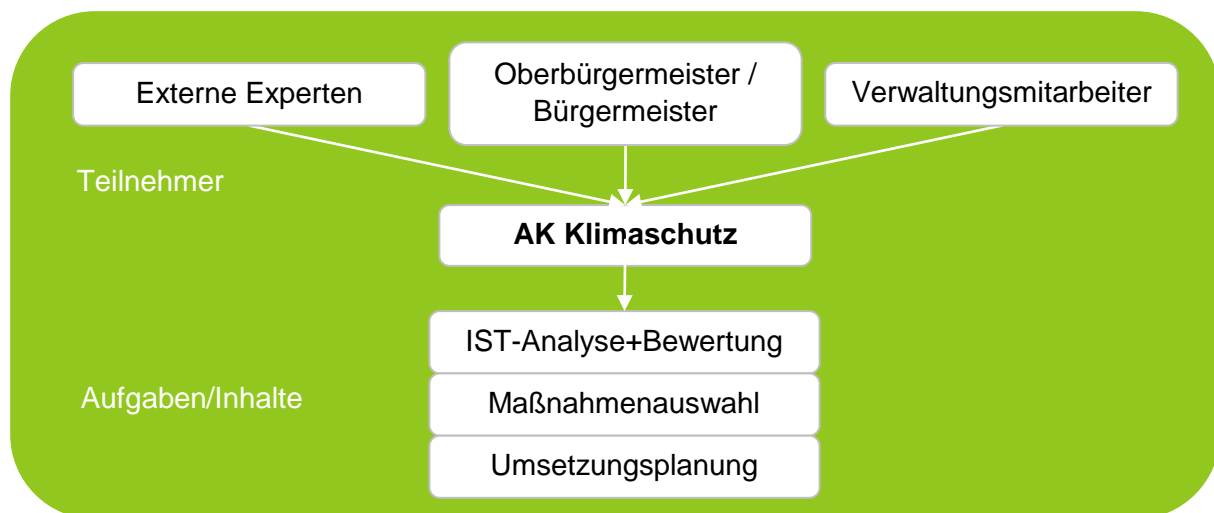 Externe Experten
Oberbürgermeister /
Bürgermeister
Verwaltungsmitarbeiter
Teilnehmer
AK Klimaschutz
IST-Analyse+Bewertung
Aufgaben/Inhalte
Maßnahmenauswahl
Umsetzungsplanung